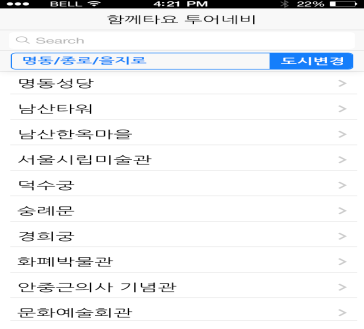 BELL 4:21 PM 22%
함께타요 투어네비
Search
명동/종로/을지로 도시변경
명동성당
남산타워
남산한옥마을
서울시립미술관
덕수궁
숭례문
경희궁
화폐박물관
안중근의사 기념관
문화예술회관